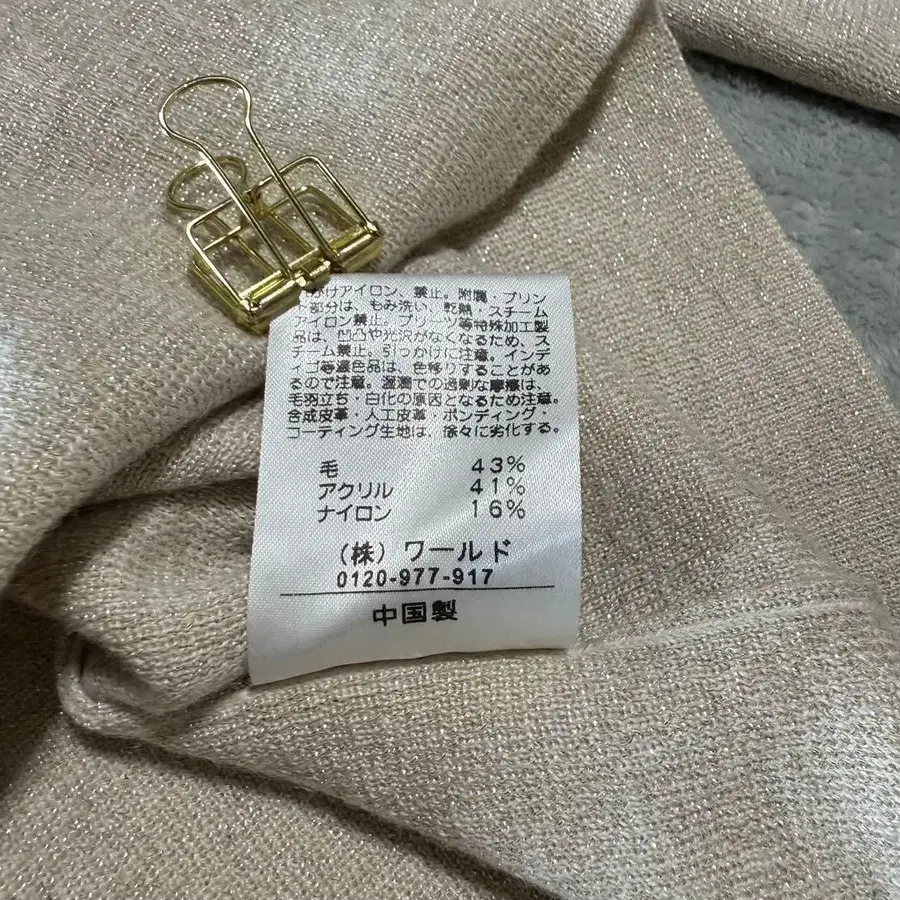 がけアイロン、禁止。附属・プリン
ト部分は、もみ洗い、乾熱・スチーム
アイロン禁止。プリーツ等特殊加工製
品は、凹凸や光沢がなくなるため、ス
チーム禁止。引っかけに注意。インデ
ィゴ等濃色品は、色移りすることがあ
るので注意。湿潤での過剰な摩擦は、
毛羽立ち・白化の原因となるため注意。
合成皮革・人工皮革・ボンディング・
コーティング生地は、徐々に劣化する。
毛 43%
アクリル 41%
ナイロン 16%
(株)ワールド
0120-977-917
中国製